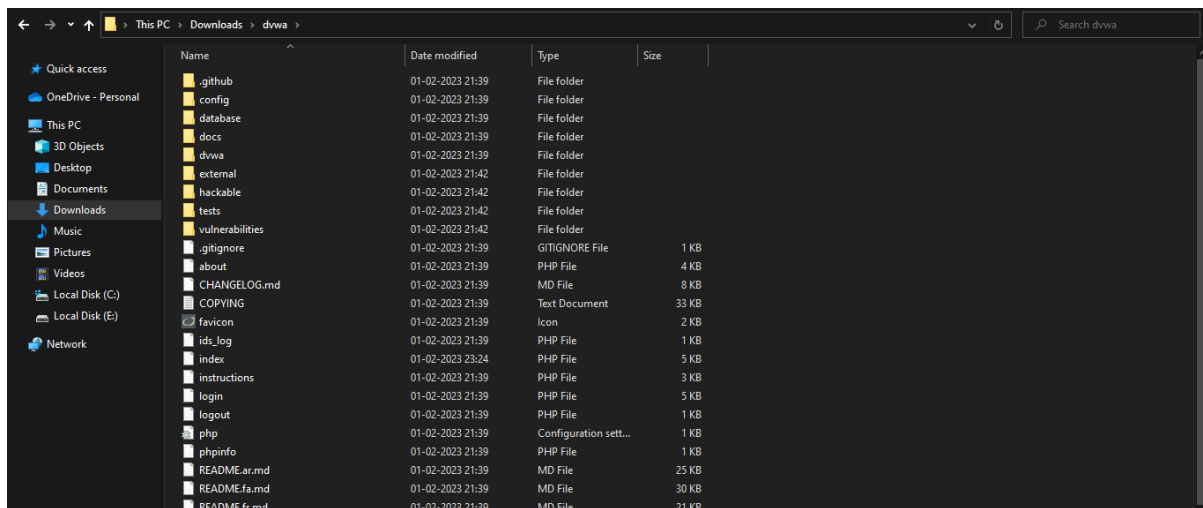 This PC > Downloads > dvwa >
Search dvwa
Name Date modified Type Size
Quick access
OneDrive - Personal
This PC
3D Objects
Desktop
Documents
Downloads
Music
Pictures
Videos
Local Disk (C:)
Local Disk (E:)
Network
.github 01-02-2023 21:39 File folder
config 01-02-2023 21:39 File folder
database 01-02-2023 21:39 File folder
docs 01-02-2023 21:39 File folder
dvwa 01-02-2023 21:39 File folder
external 01-02-2023 21:42 File folder
hackable 01-02-2023 21:42 File folder
tests 01-02-2023 21:42 File folder
vulnerabilities 01-02-2023 21:42 File folder
.gitignore 01-02-2023 21:39 GITIGNORE File 1 KB
about 01-02-2023 21:39 PHP File 4 KB
CHANGELOG.md 01-02-2023 21:39 MD File 8 KB
COPYING 01-02-2023 21:39 Text Document 33 KB
favicon 01-02-2023 21:39 Icon 2 KB
ids_log 01-02-2023 21:39 PHP File 1 KB
index 01-02-2023 23:24 PHP File 5 KB
instructions 01-02-2023 21:39 PHP File 3 KB
login 01-02-2023 21:39 PHP File 5 KB
logout 01-02-2023 21:39 PHP File 1 KB
php 01-02-2023 21:39 Configuration sett... 1 KB
phpinfo 01-02-2023 21:39 PHP File 1 KB
README.ar.md 01-02-2023 21:39 MD File 25 KB
README.fa.md 01-02-2023 21:39 MD File 30 KB
README.fr.md 01-02-2023 21:39 MD File 21 KB